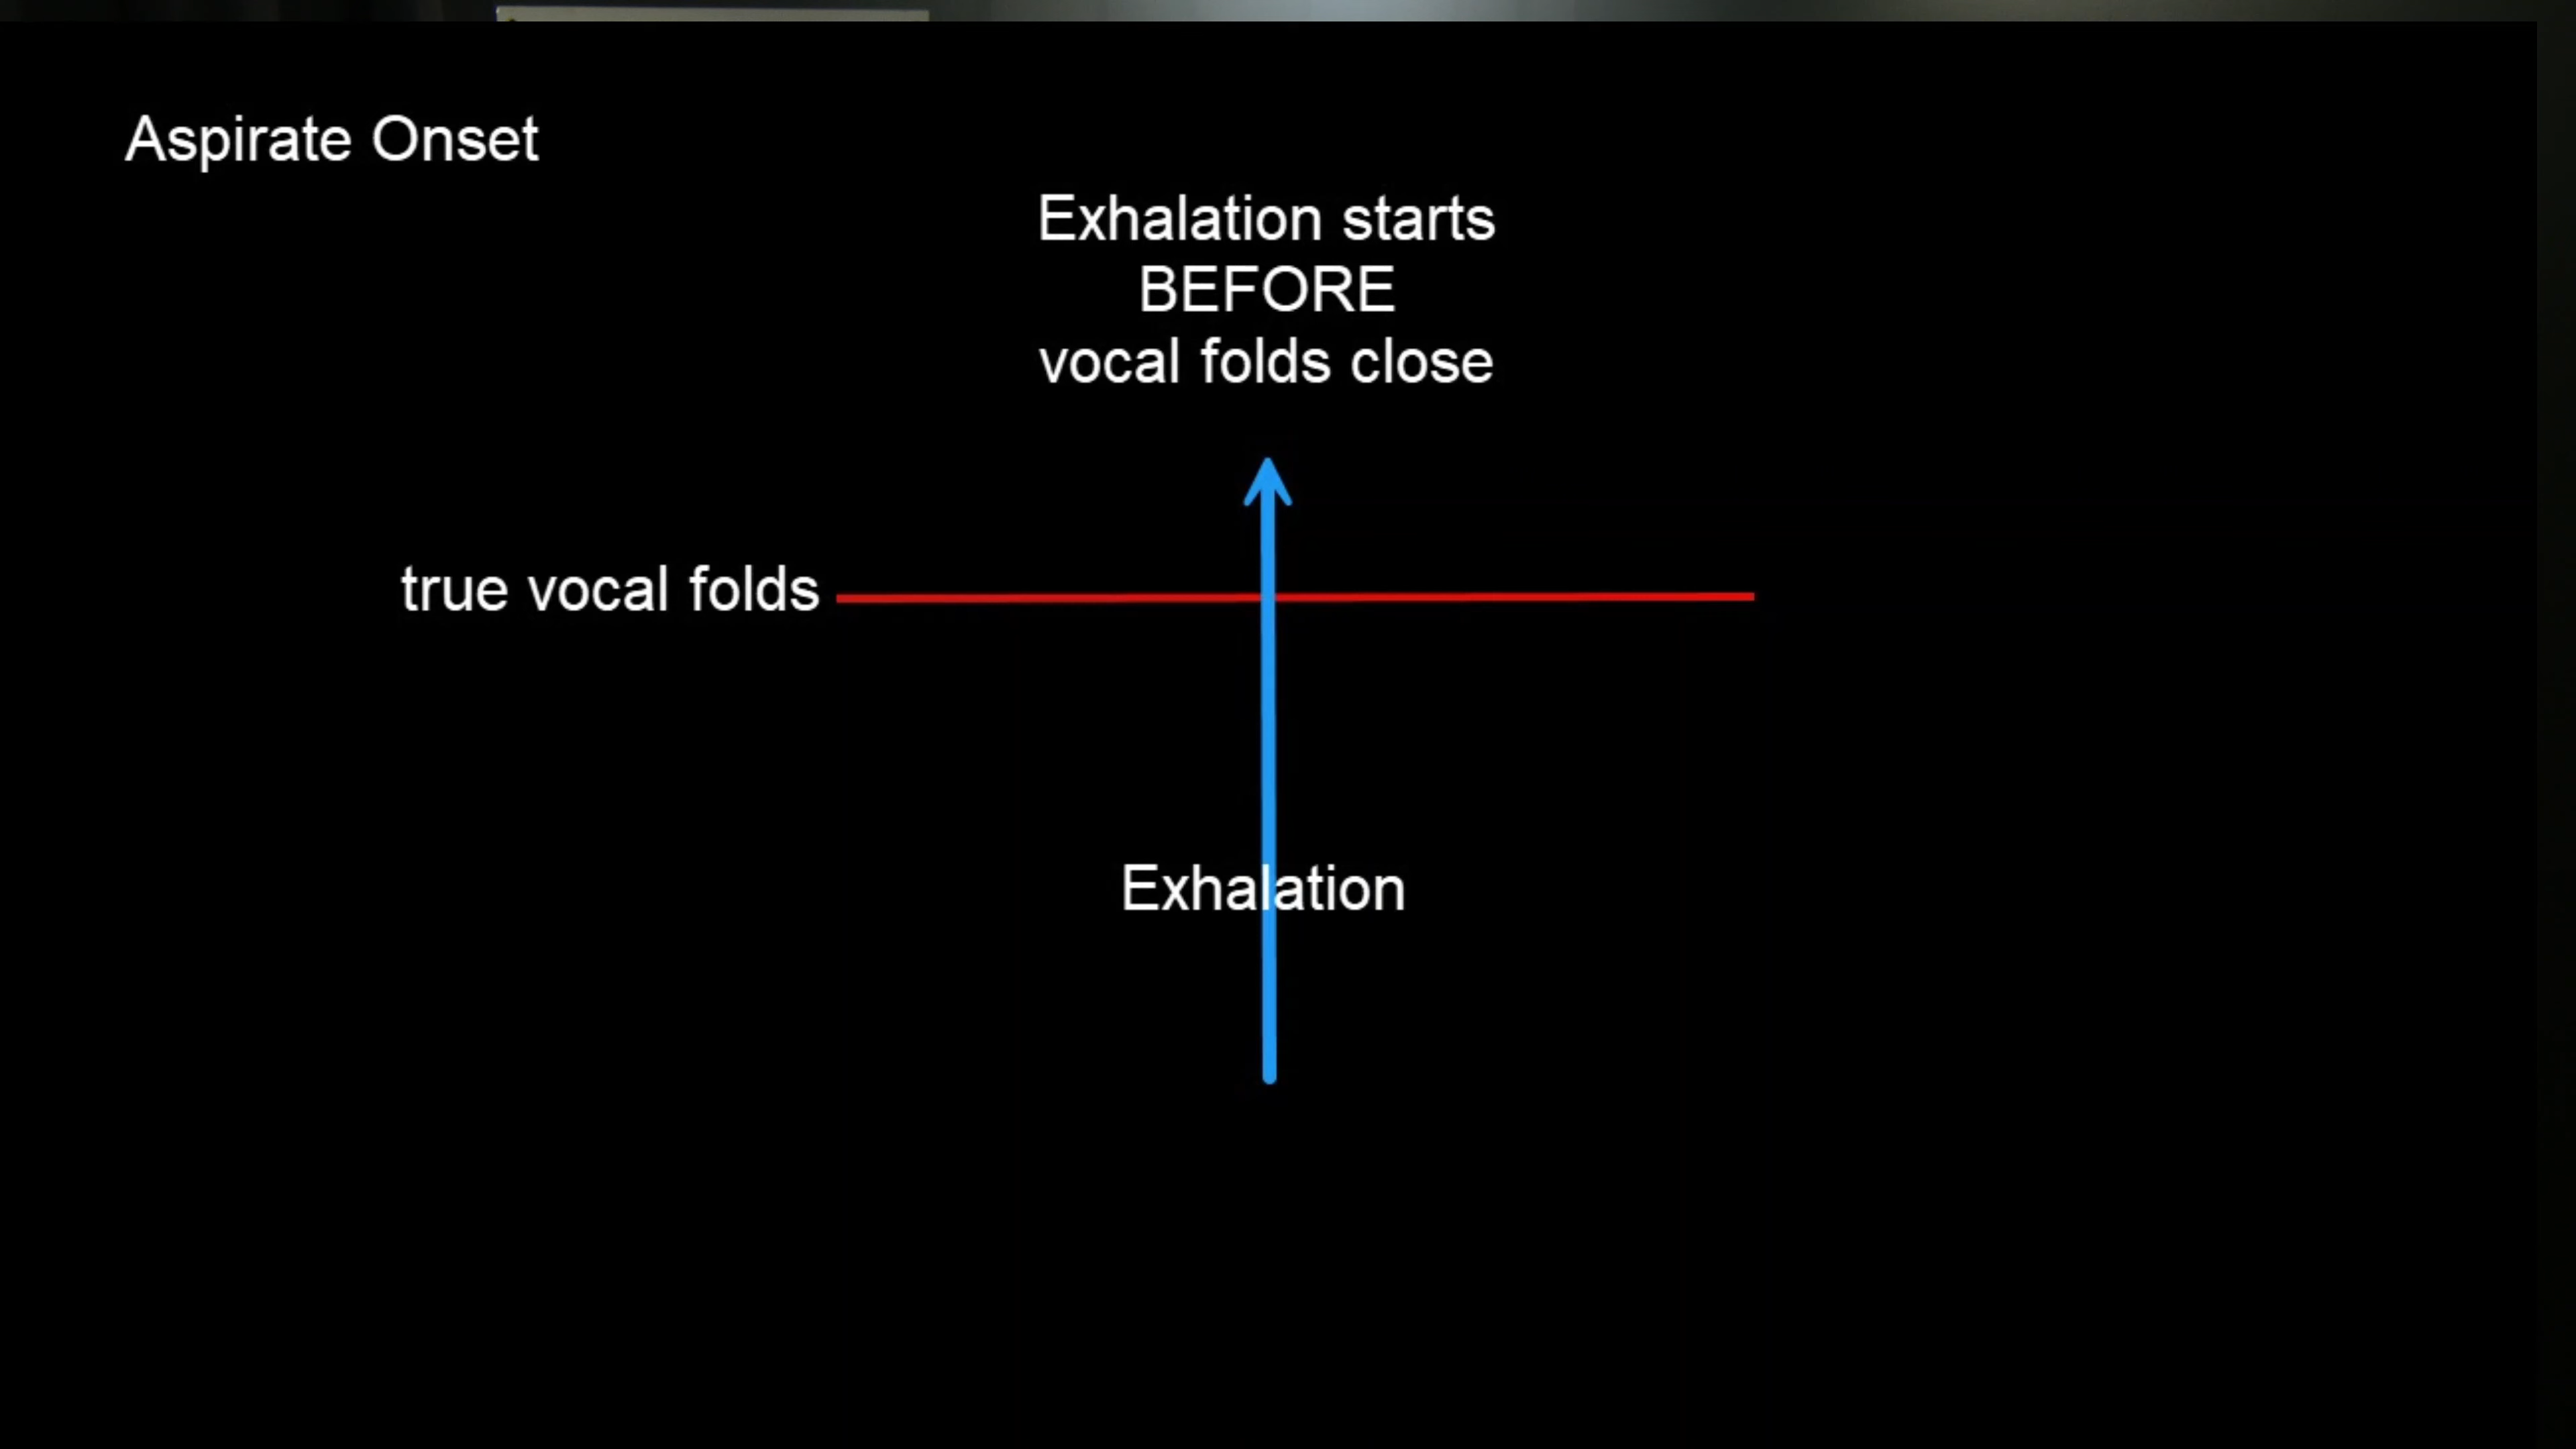 Aspirate Onset
Exhalation starts
BEFORE
vocal folds close
true vocal folds
Exhalation